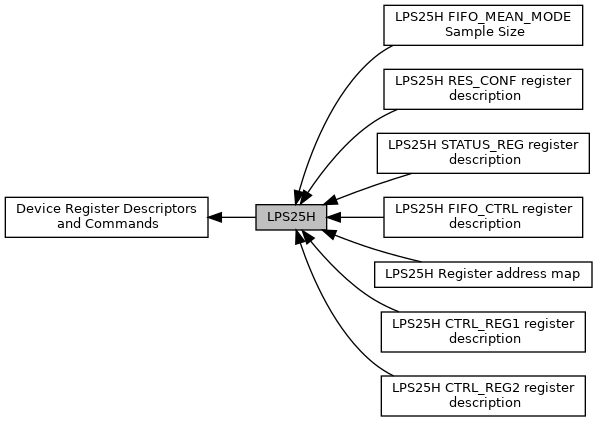 LPS25H FIFO_MEAN_MODE
Sample Size
LPS25H RES_CONF register
description
LPS25H STATUS_REG register
description
Device Register Descriptors
and Commands
LPS25H
LPS25H FIFO_CTRL register
description
LPS25H Register address map
LPS25H CTRL_REG1 register
description
LPS25H CTRL_REG2 register
description